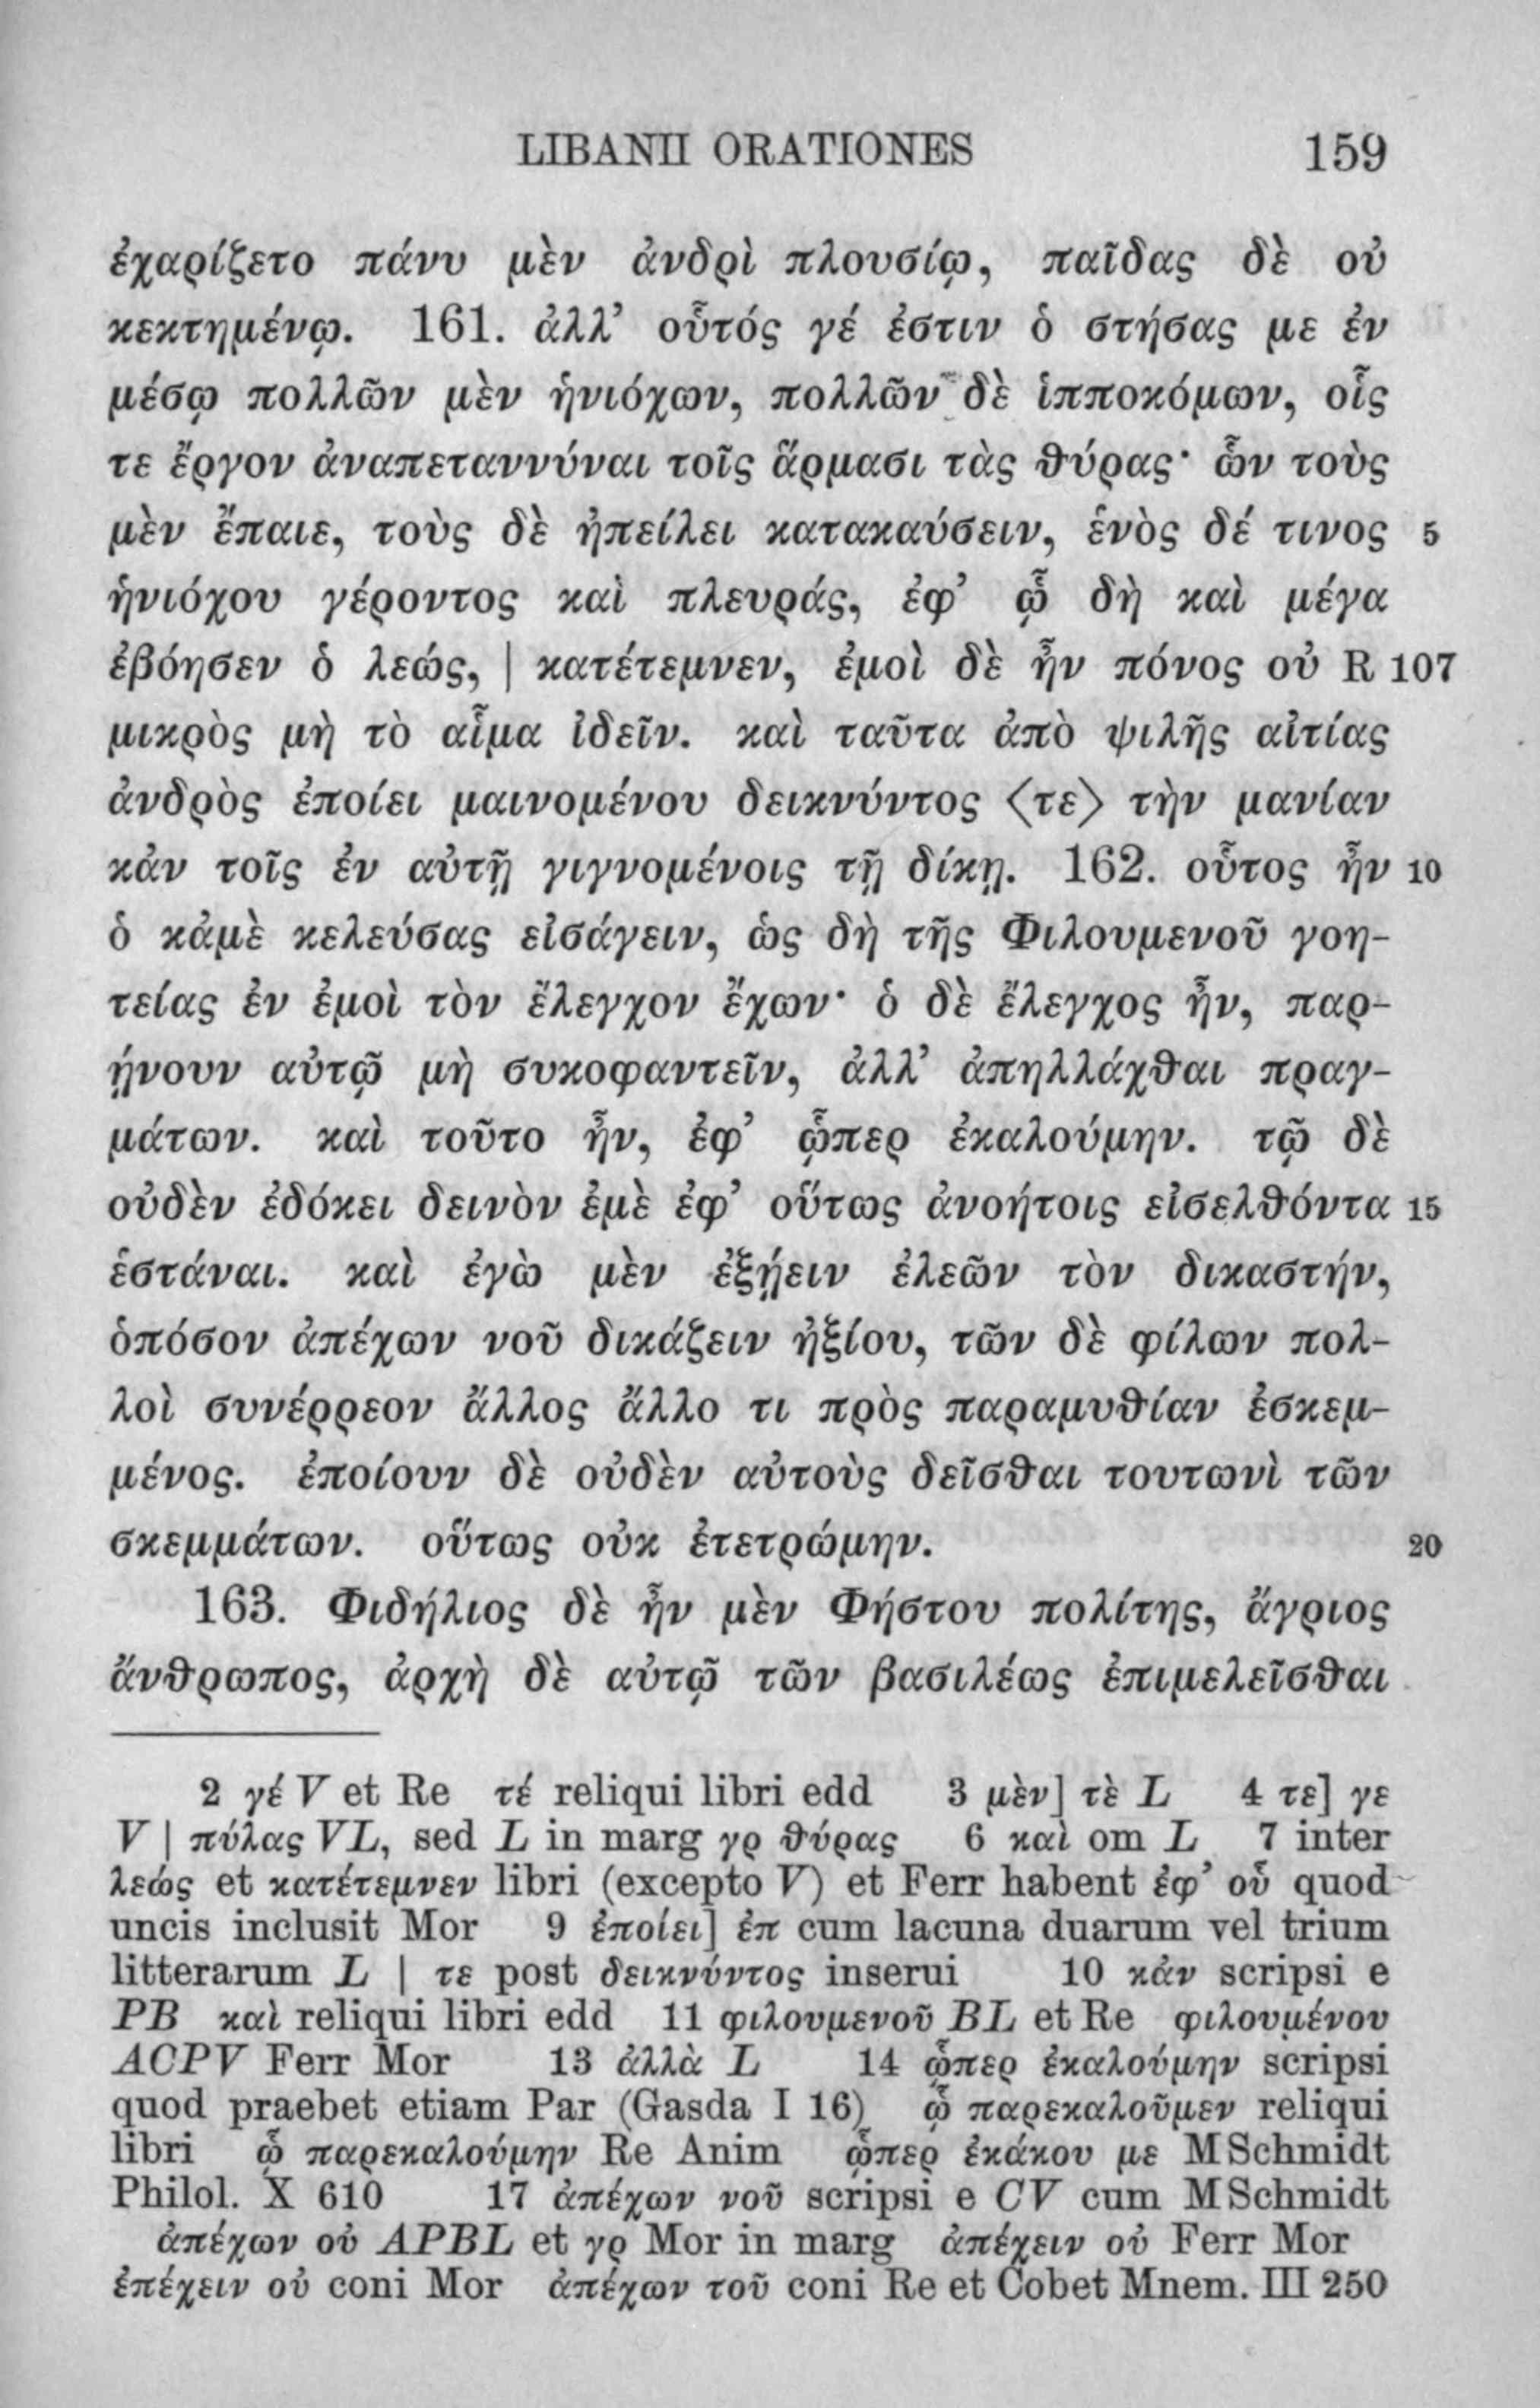 LIBANII ORATIONES 159
ἐχαρίζετο πάνυ μὲν ἀνδρὶ πλουσίῳ, παῖδας δὲ οὐ
κεκτημένῳ. 161. ἀλλ’ οὗτός γέ ἐστιν ὁ στήσας με ἐν
μέσῳ πολλῶν μὲν ἡνιόχων, πολλῶν δὲ ἱπποκόμων, οἷς
τε ἔργον ἀναπεταννύναι τοῖς ἅρμασι τὰς θύρας· ὧν τοὺς
μὲν ἔπαιε, τοὺς δὲ ἠπείλει κατακαύσειν, ἑνὸς δέ τινος 5
ἡνιόχου γέροντος καὶ πλευράς, ἐφ’ ᾧ δὴ καὶ μέγα
ἐβόησεν ὁ λεώς, | κατέτεμνεν, ἐμοὶ δὲ ἦν πόνος οὐ R 107
μικρὸς μὴ τὸ αἷμα ἰδεῖν. καὶ ταῦτα ἀπὸ ψιλῆς αἰτίας
ἀνδρὸς ἐποίει μαινομένου δεικνύντος ⟨τε⟩ τὴν μανίαν
κἀν τοῖς ἐν αὐτῇ γιγνομένοις τῇ δίκῃ. 162. οὗτος ἦν 10
ὁ κἀμὲ κελεύσας εἰσάγειν, ὡς δὴ τῆς Φιλουμενοῦ γοη-
τείας ἐν ἐμοὶ τὸν ἔλεγχον ἔχων· ὁ δὲ ἔλεγχος ἦν, παρ-
ῄνουν αὐτῷ μὴ συκοφαντεῖν, ἀλλ’ ἀπηλλάχθαι πραγ-
μάτων. καὶ τοῦτο ἦν, ἐφ’ ᾧπερ ἐκαλούμην. τῷ δὲ
οὐδὲν ἐδόκει δεινὸν ἐμὲ ἐφ’ οὕτως ἀνοήτοις εἰσελθόντα 15
ἑστάναι. καὶ ἐγὼ μὲν ἐξῄειν ἐλεῶν τὸν δικαστήν,
ὁπόσον ἀπέχων νοῦ δικάζειν ἠξίου, τῶν δὲ φίλων πολ-
λοὶ συνέρρεον ἄλλος ἄλλο τι πρὸς παραμυθίαν ἐσκεμ-
μένος. ἐποίουν δὲ οὐδὲν αὐτοὺς δεῖσθαι τουτωνὶ τῶν
σκεμμάτων. οὕτως οὐκ ἐτετρώμην. 20
163. Φιδήλιος δὲ ἦν μὲν Φήστου πολίτης, ἄγριος
ἄνθρωπος, ἀρχὴ δὲ αὐτῷ τῶν βασιλέως ἐπιμελεῖσθαι
2 γέ V et Re τέ reliqui libri edd 3 μὲν] τὲ L 4 τε] γε
V | πύλας VL, sed L in marg γρ θύρας 6 καὶ om L 7 inter
λεώς et κατέτεμνεν libri (excepto V) et Ferr habent ἐφ’ οὗ quod
uncis inclusit Mor 9 ἐποίει] ἐπ cum lacuna duarum vel trium
litterarum L | τε post δεικνύντος inserui 10 κἀν scripsi e
PB καὶ reliqui libri edd 11 φιλουμενοῦ BL et Re φιλουμένου
ACPV Ferr Mor 13 ἀλλὰ L 14 ᾧπερ ἐκαλούμην scripsi
quod praebet etiam Par (Gasda I 16) ᾧ παρεκαλοῦμεν reliqui
libri ᾧ παρεκαλούμην Re Anim ᾧπερ ἐκάκου με MSchmidt
Philol. X 610 17 ἀπέχων νοῦ scripsi e CV cum MSchmidt
ἀπέχων οὐ APBL et γρ Mor in marg ἀπέχειν οὐ Ferr Mor
ἐπέχειν οὐ coni Mor ἀπέχων τοῦ coni Re et Cobet Mnem. III 250